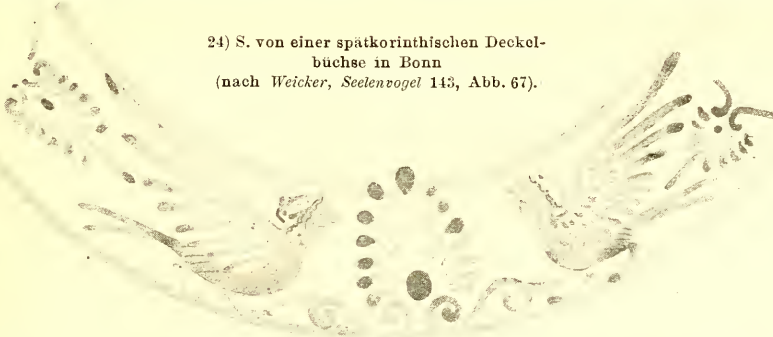 24) S. von einer spätkorinthischen Deckel-
büchse in Bonn
(nach Weicker, Seelenvogel 143, Abb. 67).